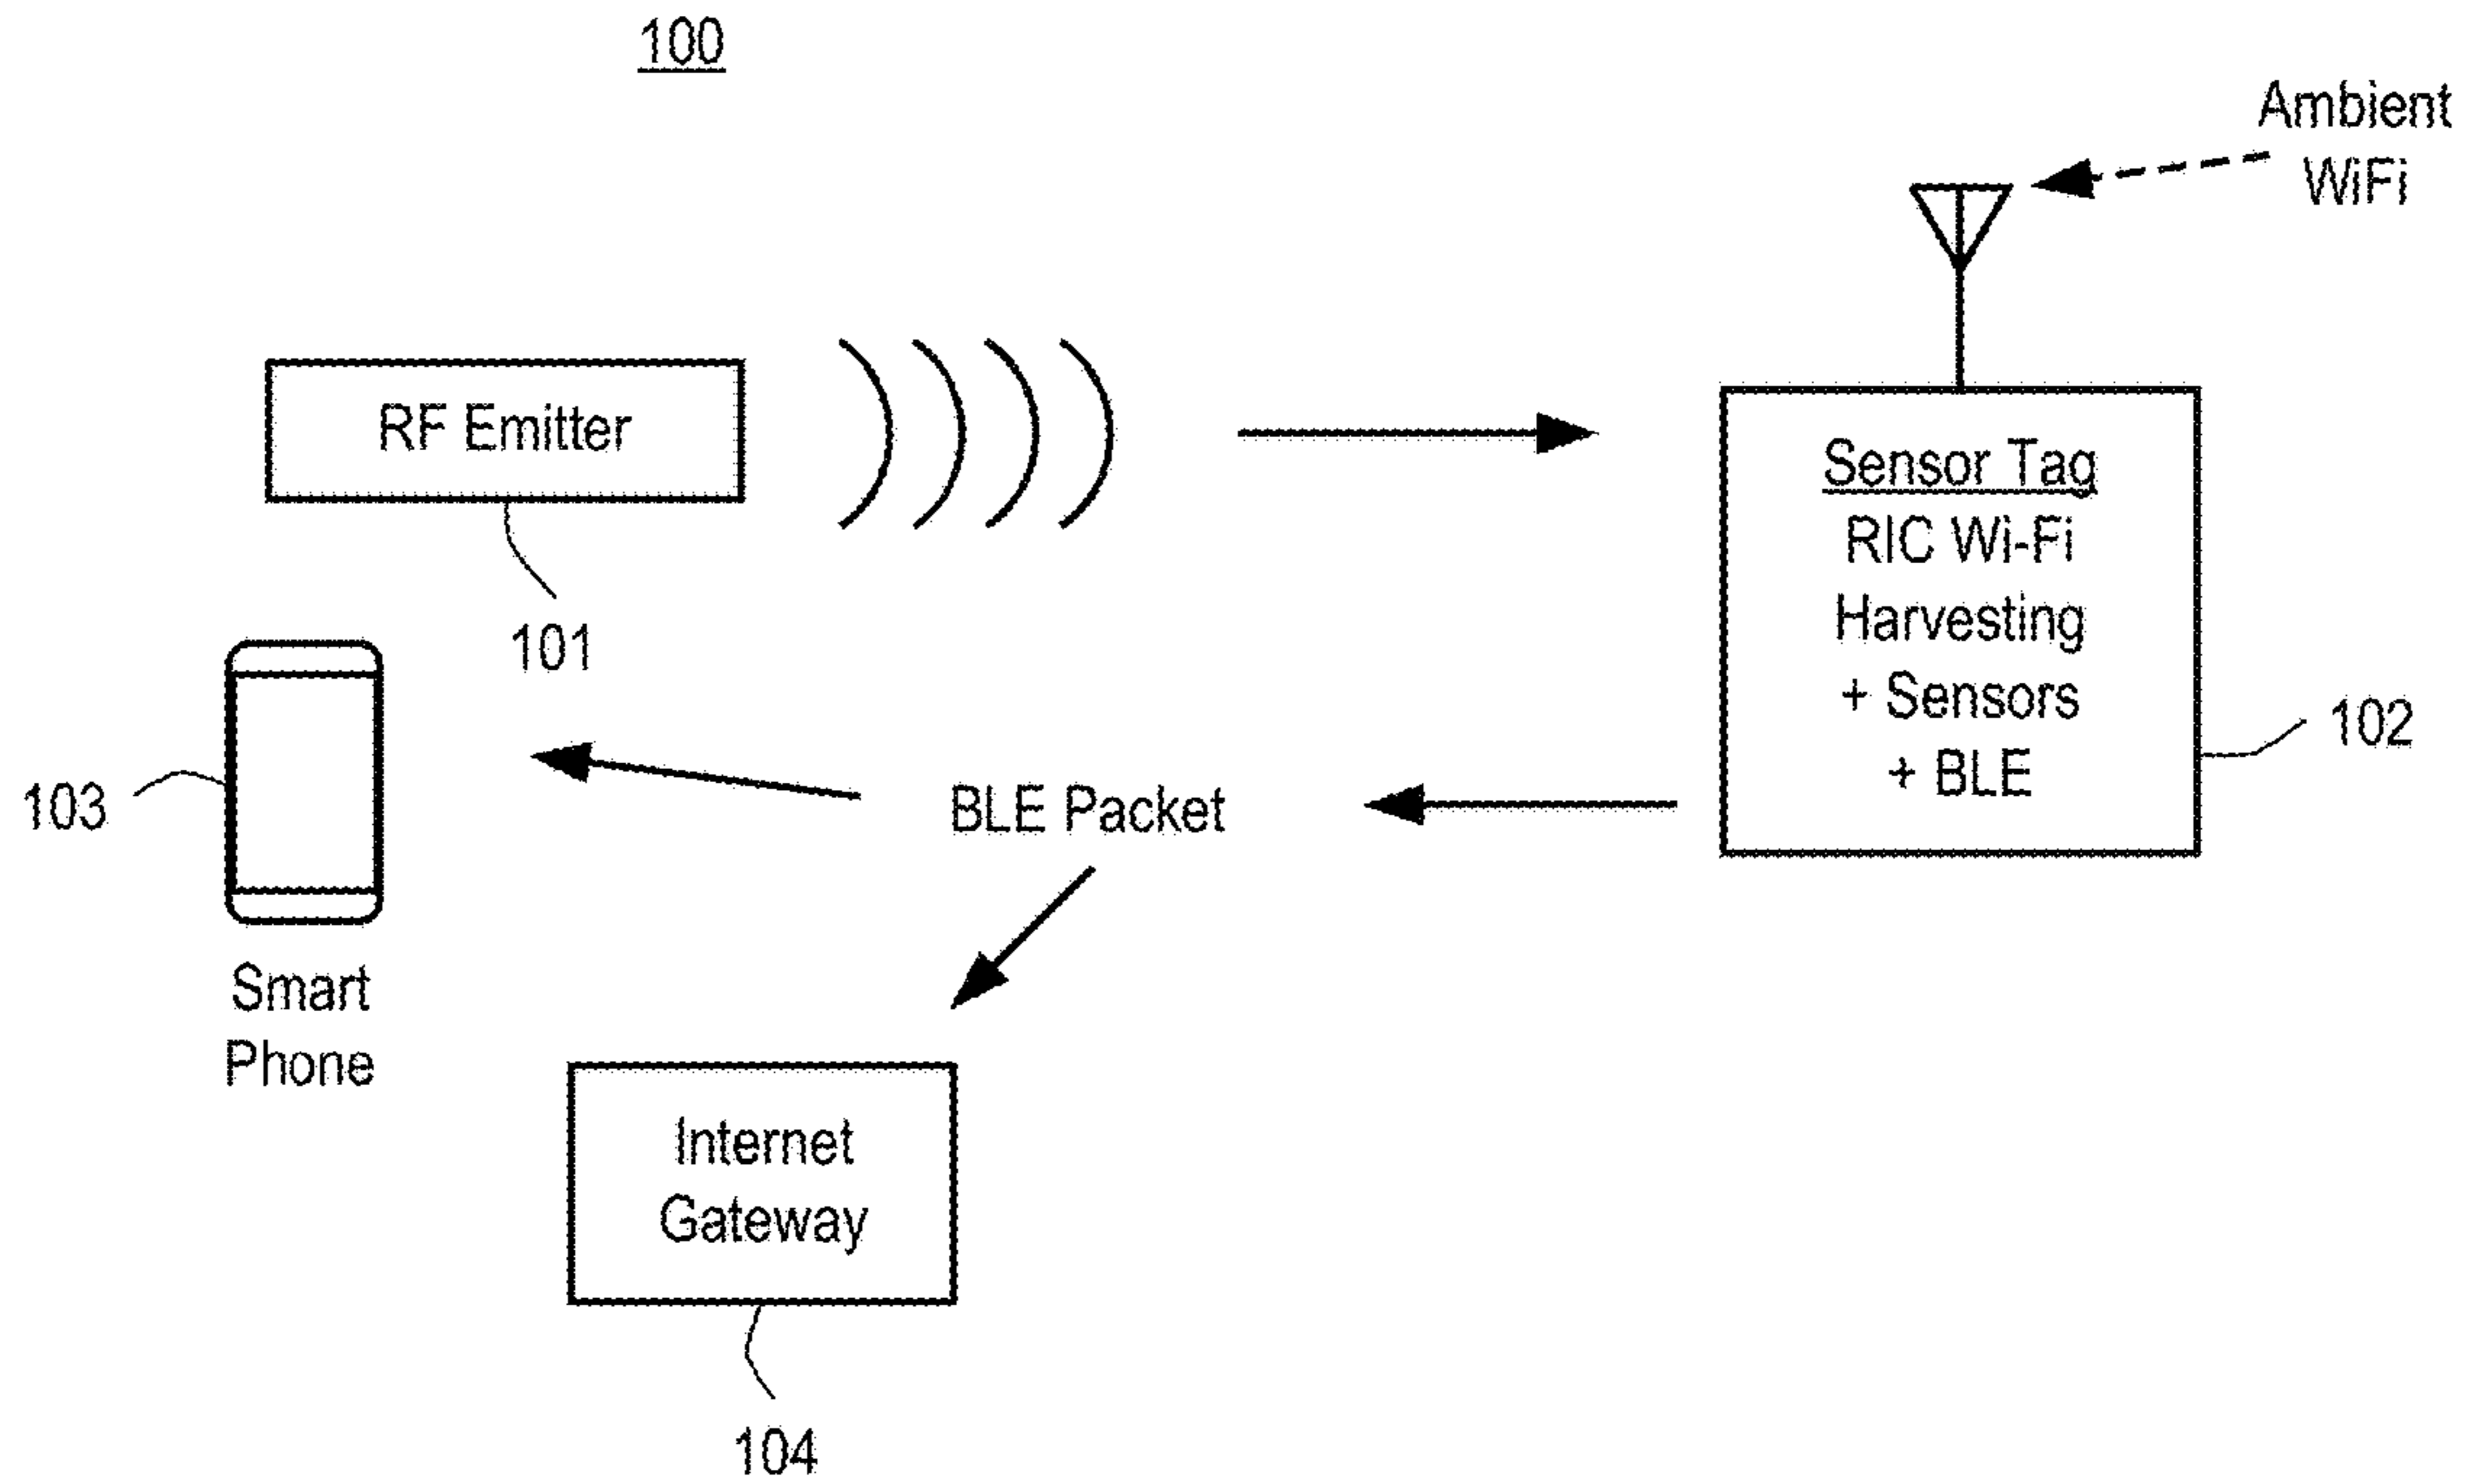 100
Ambient
WiFi
RF Emitter
101
Sensor Tag
RIC Wi-Fi
Harvesting
+ Sensors
+ BLE
102
103
BLE Packet
Smart
Phone
Internet
Gateway
104